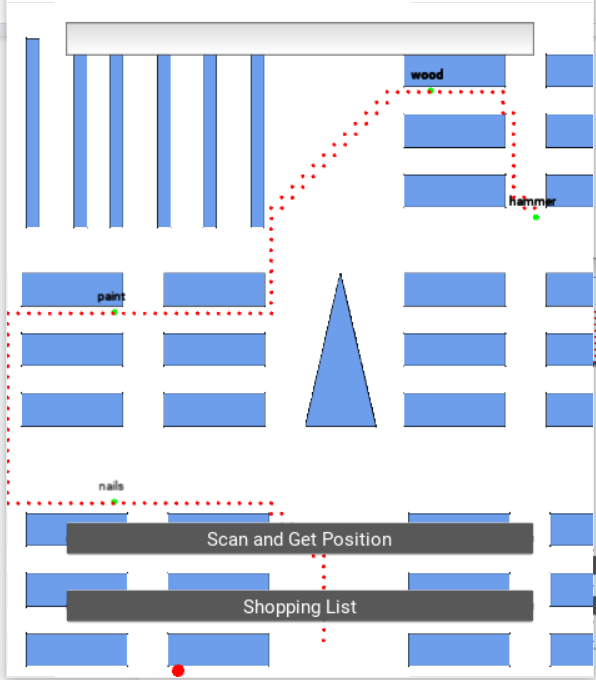 wood
hammer
paint
nails
Scan and Get Position
Shopping List